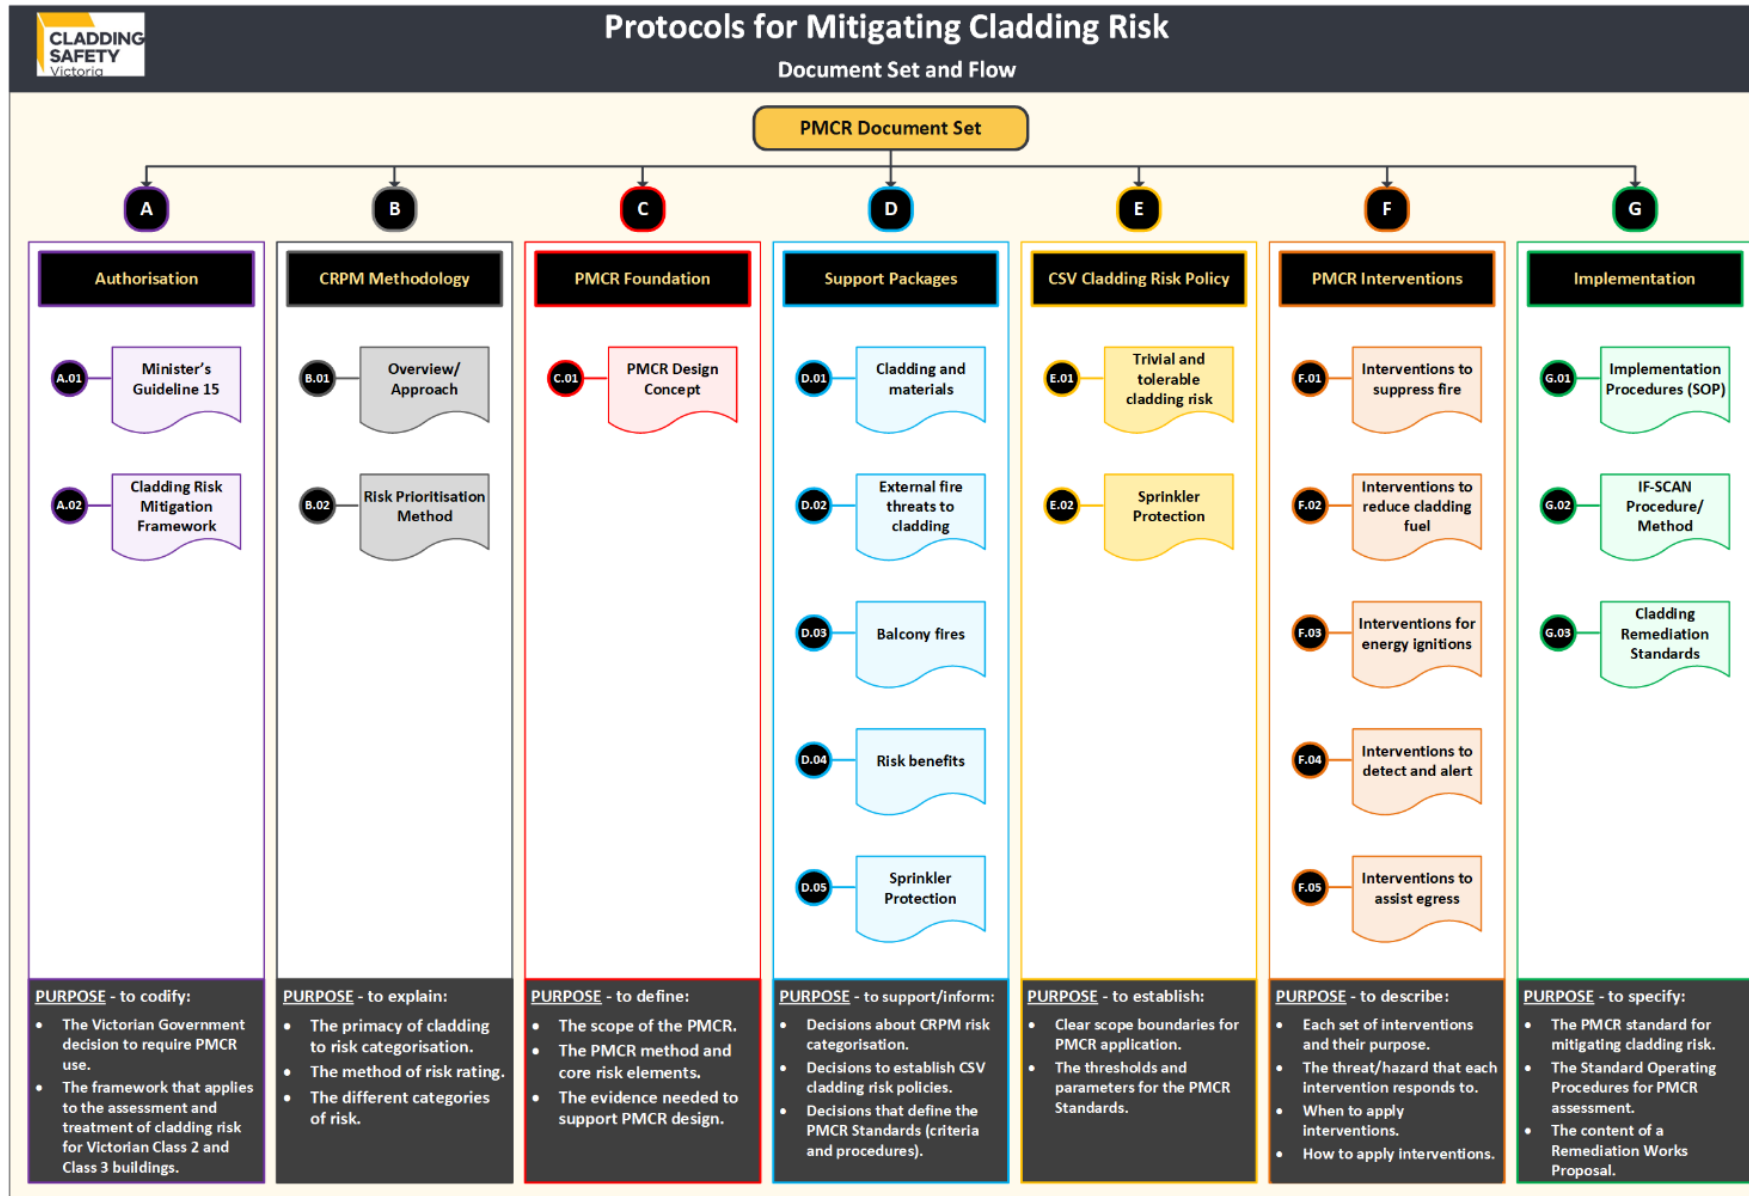 CLADDING
SAFETY
Victoria
Protocols for Mitigating Cladding Risk
Document Set and Flow
PMCR Document Set
A
B
C
D
E
F
G
Authorisation
CRPM Methodology
PMCR Foundation
Support Packages
CSV Cladding Risk Policy
PMCR Interventions
Implementation
A.01
Minister's
Guideline 15
A.02
Cladding Risk
Mitigation
Framework
B.01
Overview/
Approach
B.02
Risk Prioritisation
Method
C.01
PMCR Design
Concept
D.01
Cladding and
materials
D.02
External fire
threats to
cladding
D.03
Balcony fires
D.04
Risk benefits
D.05
Sprinkler
Protection
E.01
Trivial and
tolerable
cladding risk
E.02
Sprinkler
Protection
F.01
Interventions to
suppress fire
F.02
Interventions to
reduce cladding
fuel
F.03
Interventions for
energy ignitions
F.04
Interventions to
detect and alert
F.05
Interventions to
assist egress
G.01
Implementation
Procedures (SOP)
G.02
IF-SCAN
Procedure/
Method
G.03
Cladding
Remediation
Standards
PURPOSE - to codify:
• The Victorian Government
decision to require PMCR
use.
• The framework that applies
to the assessment and
treatment of cladding risk
for Victorian Class 2 and
Class 3 buildings.
PURPOSE - to explain:
• The primacy of cladding
to risk categorisation.
• The method of risk rating.
• The different categories
of risk.
PURPOSE - to define:
• The scope of the PMCR.
• The PMCR method and
core risk elements.
• The evidence needed to
support PMCR design.
PURPOSE - to support/inform:
• Decisions about CRPM risk
categorisation.
• Decisions to establish CSV
cladding risk policies.
• Decisions that define the
PMCR Standards (criteria
and procedures).
PURPOSE - to establish:
• Clear scope boundaries for
PMCR application.
• The thresholds and
parameters for the PMCR
Standards.
PURPOSE - to describe:
• Each set of interventions
and their purpose.
• The threat/hazard that each
intervention responds to.
• When to apply
interventions.
• How to apply interventions.
PURPOSE - to specify:
• The PMCR standard for
mitigating cladding risk.
• The Standard Operating
Procedures for PMCR
assessment.
• The content of a
Remediation Works
Proposal.